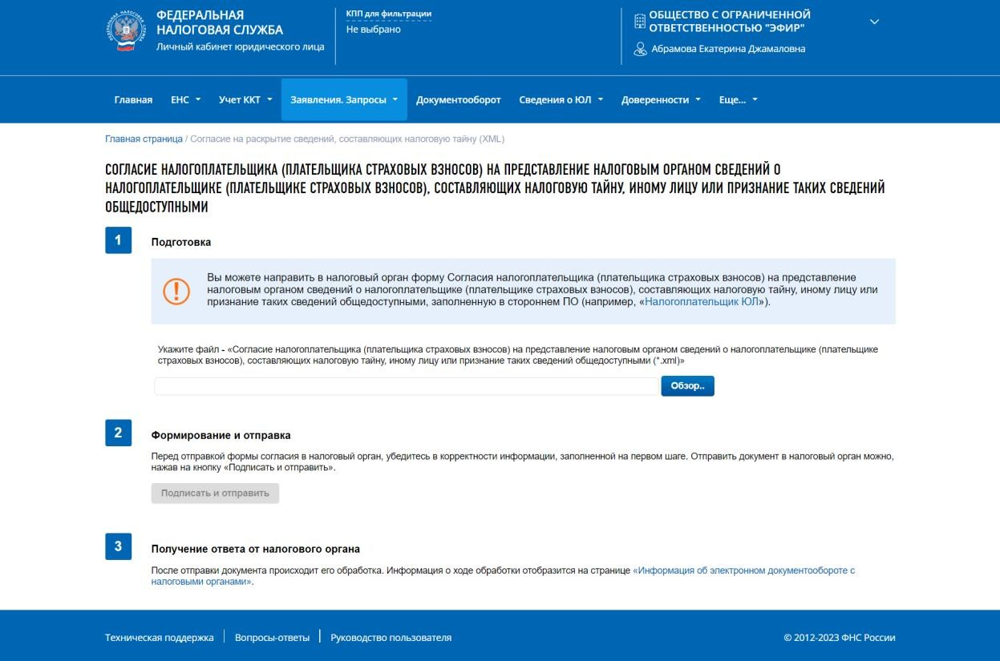 ФЕДЕРАЛЬНАЯ
НАЛОГОВАЯ СЛУЖБА
Личный кабинет юридического лица
КПП для фильтрации
Не выбрано
ОБЩЕСТВО С ОГРАНИЧЕННОЙ
ОТВЕТСТВЕННОСТЬЮ "ЭФИР"
Абрамова Екатерина Джамаловна
Главная ЕНС Учет ККТ Заявления. Запросы Документооборот Сведения о ЮЛ Доверенности Еще...
Главная страница / Согласие на раскрытие сведений, составляющих налоговую тайну (XML)
СОГЛАСИЕ НАЛОГОПЛАТЕЛЬЩИКА (ПЛАТЕЛЬЩИКА СТРАХОВЫХ ВЗНОСОВ) НА ПРЕДСТАВЛЕНИЕ НАЛОГОВЫМ ОРГАНОМ СВЕДЕНИЙ О
НАЛОГОПЛАТЕЛЬЩИКЕ (ПЛАТЕЛЬЩИКЕ СТРАХОВЫХ ВЗНОСОВ), СОСТАВЛЯЮЩИХ НАЛОГОВУЮ ТАЙНУ, ИНОМУ ЛИЦУ ИЛИ ПРИЗНАНИЕ ТАКИХ СВЕДЕНИЙ
ОБЩЕДОСТУПНЫМИ
1 Подготовка
Вы можете направить в налоговый орган форму Согласия налогоплательщика (плательщика страховых взносов) на представление
налоговым органом сведений о налогоплательщике (плательщике страховых взносов), составляющих налоговую тайну, иному лицу или
признание таких сведений общедоступными, заполненную в стороннем ПО (например, «Налогоплательщик ЮЛ»).
Укажите файл - «Согласие налогоплательщика (плательщика страховых взносов) на представление налоговым органом сведений о налогоплательщике (плательщике
страховых взносов), составляющих налоговую тайну, иному лицу или признание таких сведений общедоступными (*.xml)»
Обзор..
2 Формирование и отправка
Перед отправкой формы согласия в налоговый орган, убедитесь в корректности информации, заполненной на первом шаге. Отправить документ в налоговый орган можно,
нажав на кнопку «Подписать и отправить».
Подписать и отправить
3 Получение ответа от налогового органа
После отправки документа происходит его обработка. Информация о ходе обработки отобразится на странице «Информация об электронном документообороте с
налоговыми органами».
Техническая поддержка Вопросы-ответы Руководство пользователя © 2012-2023 ФНС России